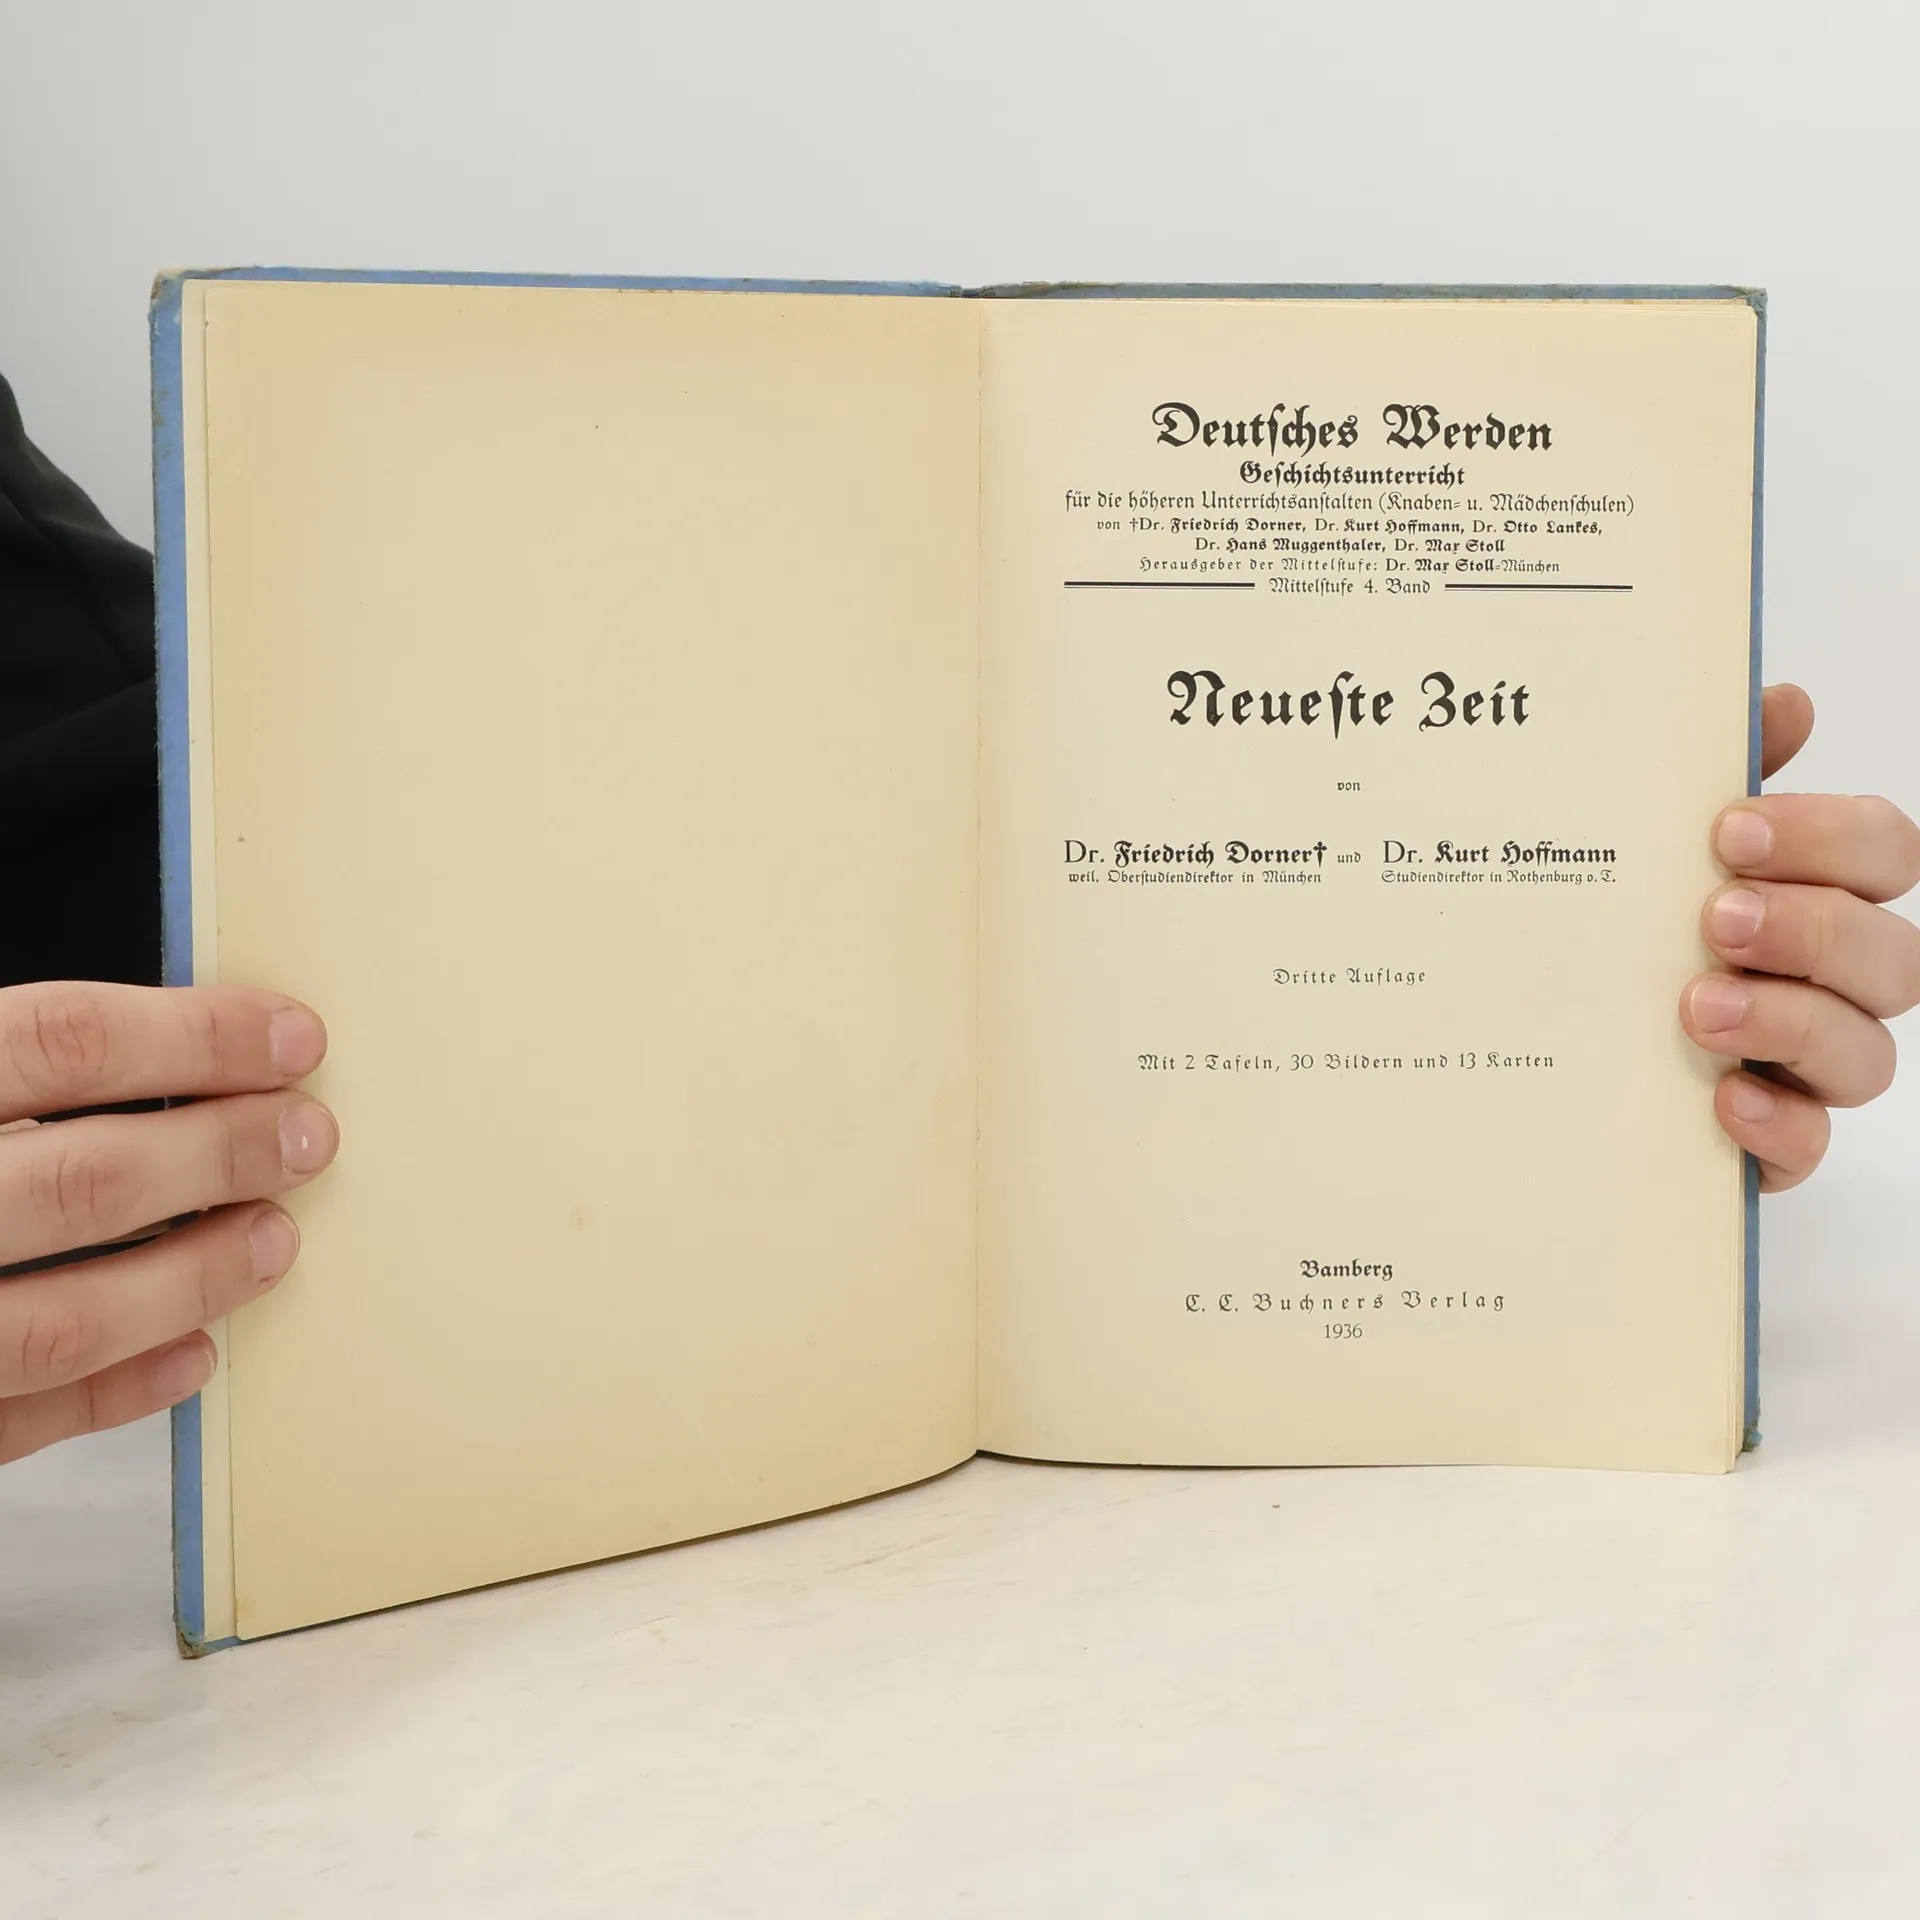 Deutſches Werden
Geſchichtsunterricht
für die höheren Unterrichtsanſtalten (Knaben- u. Mädchenſchulen)
von †Dr. Friedrich Dorner, Dr. Kurt Hoffmann, Dr. Otto Lankes,
Dr. Hans Muggenthaler, Dr. Max Stoll
Herausgeber der Mittelſtufe: Dr. Max Stoll-München
Mittelſtufe 4. Band
Neueſte Zeit
von
Dr. Friedrich Dorner† und Dr. Kurt Hoffmann
weil. Oberſtudiendirektor in München Studiendirektor in Rothenburg o. T.
Dritte Auflage
Mit 2 Tafeln, 30 Bildern und 13 Karten
Bamberg
C. C. Buchners Verlag
1936